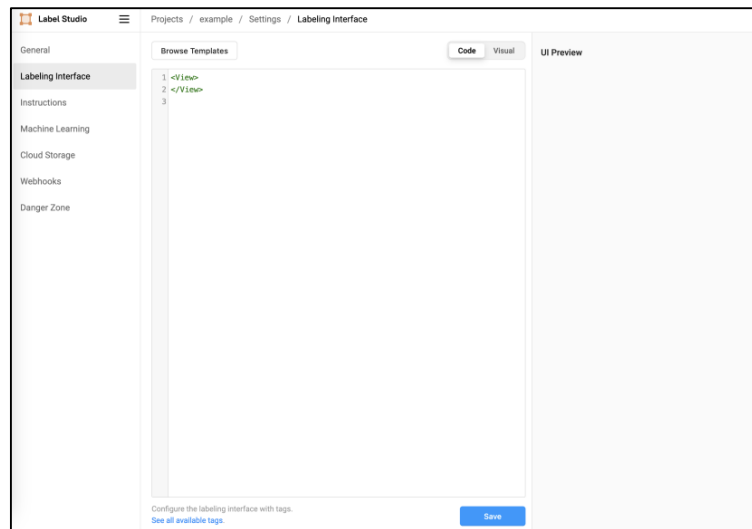 Label Studio
Projects / example / Settings / Labeling Interface
General
Labeling Interface
Instructions
Machine Learning
Cloud Storage
Webhooks
Danger Zone
Browse Templates
Code Visual
1 <View>
2 </View>
3
Configure the labeling interface with tags.
See all available tags.
Save
UI Preview